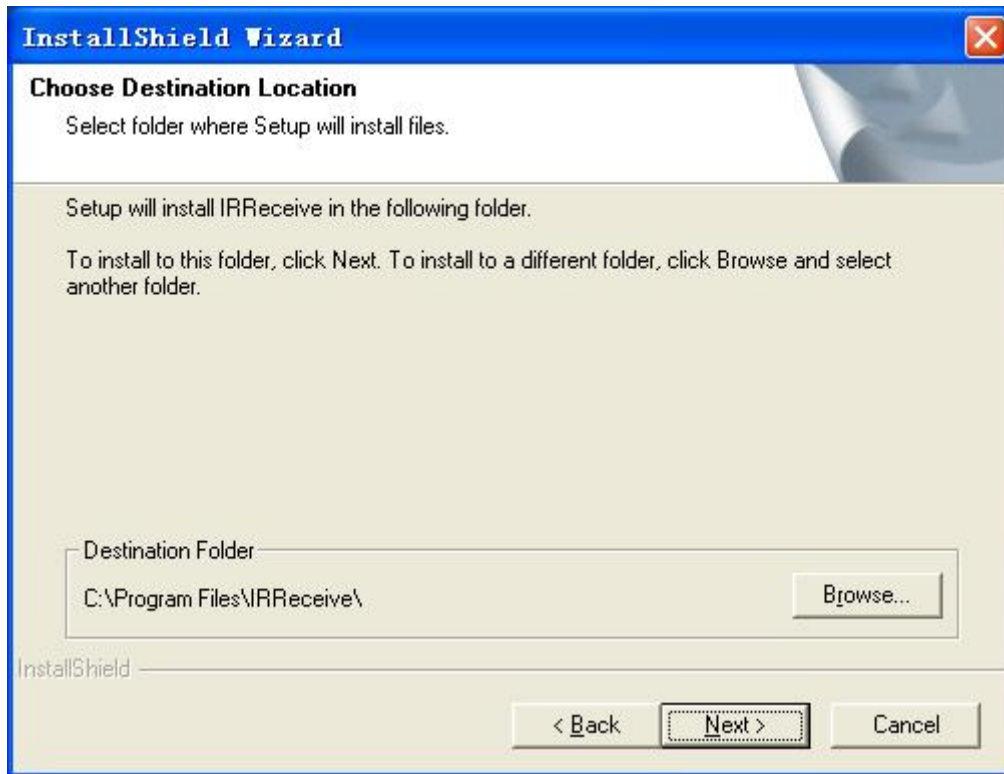 InstallShield Wizard
Choose Destination Location
Select folder where Setup will install files.
Setup will install IRReceive in the following folder.
To install to this folder, click Next. To install to a different folder, click Browse and select
another folder.
Destination Folder
C:\Program Files\IRReceive\
Browse...
InstallShield
< Back
Next >
Cancel